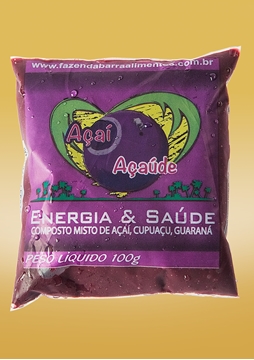 www.fazendabarraalimentos.com.br
Açaí
Açaúde
ENERGIA & SAÚDE
COMPOSTO MISTO DE AÇAÍ, CUPUAÇU, GUARANÁ
PESO LÍQUIDO 100g